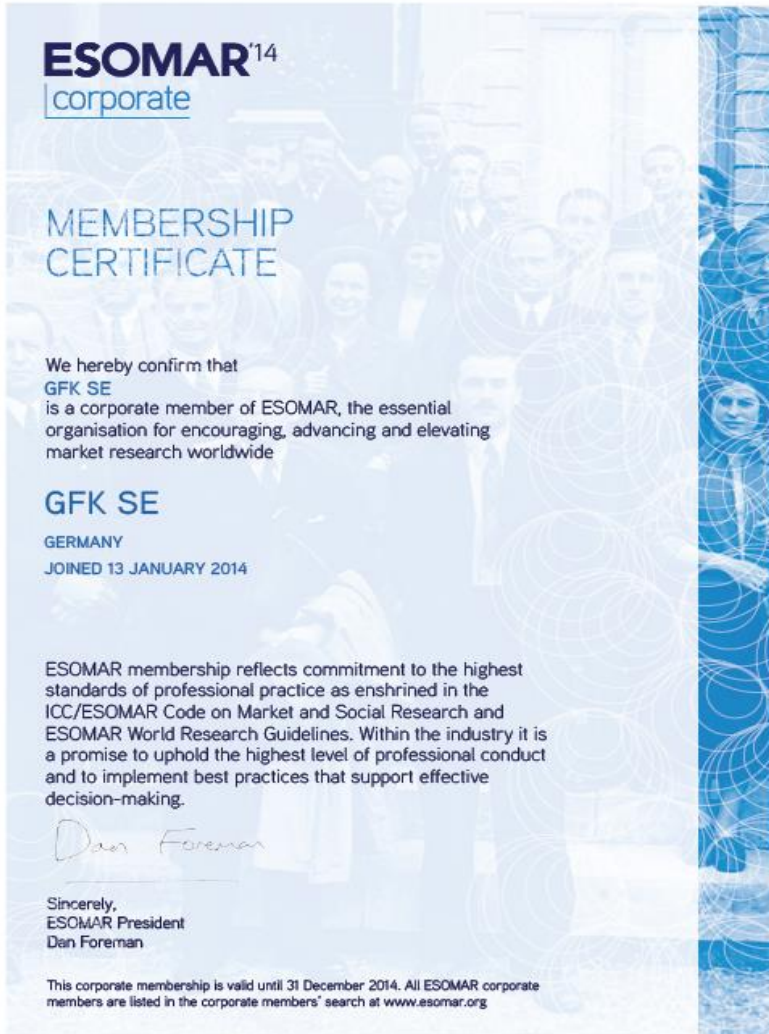 ESOMAR'14
corporate
MEMBERSHIP
CERTIFICATE
We hereby confirm that
GFK SE
is a corporate member of ESOMAR, the essential
organisation for encouraging, advancing and elevating
market research worldwide
GFK SE
GERMANY
JOINED 13 JANUARY 2014
ESOMAR membership reflects commitment to the highest
standards of professional practice as enshrined in the
ICC/ESOMAR Code on Market and Social Research and
ESOMAR World Research Guidelines. Within the industry it is
a promise to uphold the highest level of professional conduct
and to implement best practices that support effective
decision-making.
Dan Foreman
Sincerely,
ESOMAR President
Dan Foreman
This corporate membership is valid until 31 December 2014. All ESOMAR corporate
members are listed in the corporate members' search at www.esomar.org